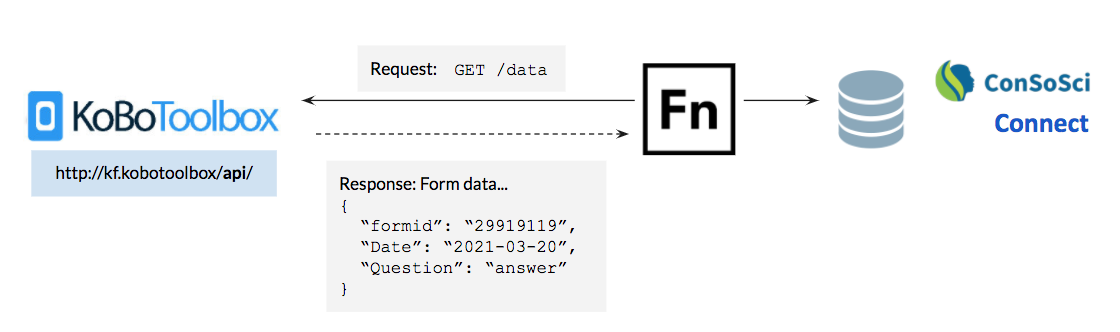 Request: GET /data
KoBoToolbox
http://kf.kobotoolbox/api/
Fn
ConSoSci
Connect
Response: Form data...
{
“formid”: “29919119”,
“Date”: “2021-03-20”,
“Question”: “answer”
}